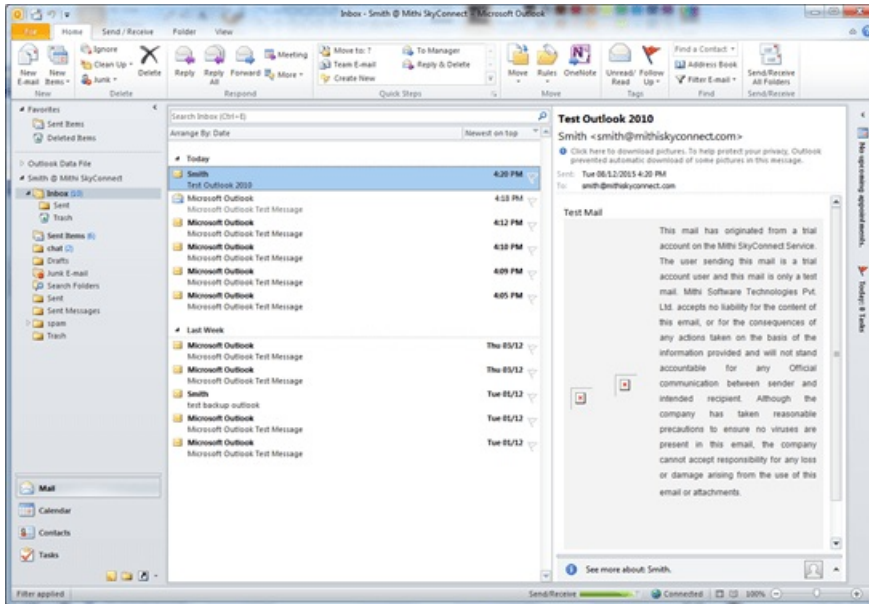 Inbox - Smith @ Mithi SkyConnect - Microsoft Outlook
File Home Send / Receive Folder View
New E-mail
New Items
Ignore
Clean Up
Junk
Delete
Reply
Reply All
Forward
Meeting
More
Move to: ?
Team E-mail
Create New
To Manager
Reply & Delete
Move
Rules
OneNote
Unread/ Read
Follow Up
Find a Contact
Address Book
Filter E-mail
Send/Receive All Folders
New Delete Respond Quick Steps Move Tags Find Send/Receive
Favorites
Sent Items
Deleted Items
Outlook Data File
Smith @ Mithi SkyConnect
Inbox (10)
Sent
Trash
Sent Items (6)
chat (2)
Drafts
Junk E-mail
Search Folders
Sent
Sent Messages
spam
Trash
Mail
Calendar
Contacts
Tasks
Search Inbox (Ctrl+E)
Arrange By: Date Newest on top
Today
Smith 4:20 PM
Test Outlook 2010
Microsoft Outlook 4:18 PM
Microsoft Outlook Test Message
Microsoft Outlook 4:12 PM
Microsoft Outlook Test Message
Microsoft Outlook 4:10 PM
Microsoft Outlook Test Message
Microsoft Outlook 4:09 PM
Microsoft Outlook Test Message
Microsoft Outlook 4:05 PM
Microsoft Outlook Test Message
Last Week
Microsoft Outlook Thu 03/12
Microsoft Outlook Test Message
Microsoft Outlook Thu 03/12
Microsoft Outlook Test Message
Smith Tue 01/12
test backup outlook
Microsoft Outlook Tue 01/12
Microsoft Outlook Test Message
Microsoft Outlook Tue 01/12
Microsoft Outlook Test Message
Test Outlook 2010
Smith <smith@mithiskyconnect.com>
Click here to download pictures. To help protect your privacy, Outlook
prevented automatic download of some pictures in this message.
Sent: Tue 08/12/2015 4:20 PM
To: smith@mithiskyconnect.com
Test Mail
This mail has originated from a trial
account on the Mithi SkyConnect Service.
The user sending this mail is a trial
account user and this mail is only a test
mail. Mithi Software Technologies Pvt.
Ltd. accepts no liability for the content of
this email, or for the consequences of
any actions taken on the basis of the
information provided and will not stand
accountable for any Official
communication between sender and
intended recipient. Although the
company has taken reasonable
precautions to ensure no viruses are
present in this email, the company
cannot accept responsibility for any loss
or damage arising from the use of this
email or attachments.
See more about: Smith.
No upcoming appointments.
Today: 0 Tasks
Filter applied
Send/Receive
Connected
100%